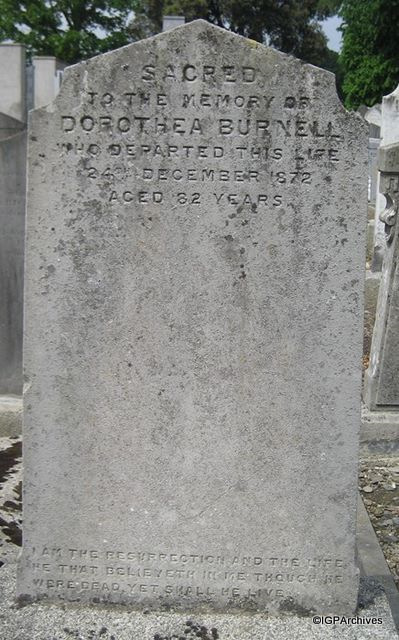 SACRED
TO THE MEMORY OF
DOROTHEA BURNELL
WHO DEPARTED THIS LIFE
24TH DECEMBER 1872
AGED 82 YEARS.
I AM THE RESURRECTION AND THE LIFE
HE THAT BELIEVETH IN ME THOUGH HE
WERE DEAD, YET SHALL HE LIVE.
©IGPArchives